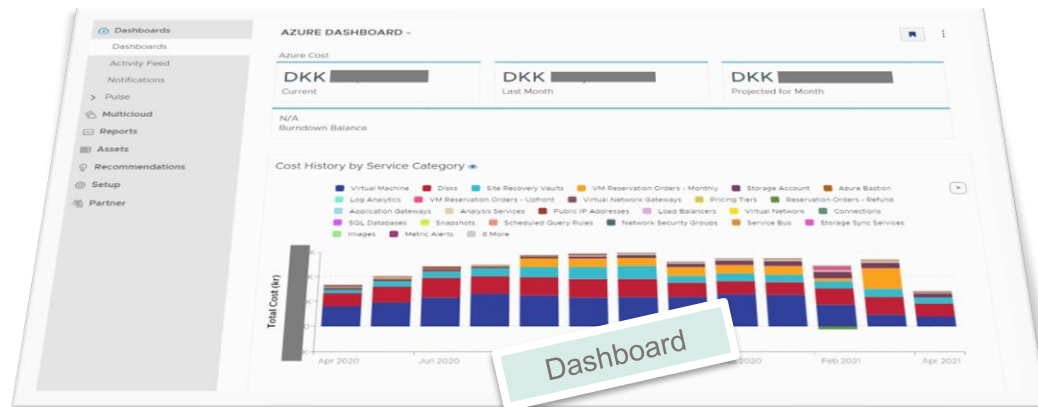 Dashboards
Dashboards
Activity Feed
Notifications
Pulse
Multicloud
Reports
Assets
Recommendations
Setup
Partner
AZURE DASHBOARD
Azure Cost
DKK
Current
DKK
Last Month
DKK
Projected for Month
N/A
Burndown Balance
Cost History by Service Category
Virtual Machine Disks Site Recovery Vaults VM Reservation Orders - Monthly Storage Account Azure Bastion
Log Analytics VM Reservation Orders - Upfront Virtual Network Gateways Pricing Tiers Reservation Orders - Refund
Application Gateways Analysis Services Public IP Addresses Load Balancers Virtual Network Connections
SQL Databases Snapshots Scheduled Query Rules Network Security Groups Service Bus Storage Sync Services
Images Metric Alerts 8 More
Total Cost (kr)
Apr 2020 Jun 2020 2020 Feb 2021 Apr 2021
Dashboard